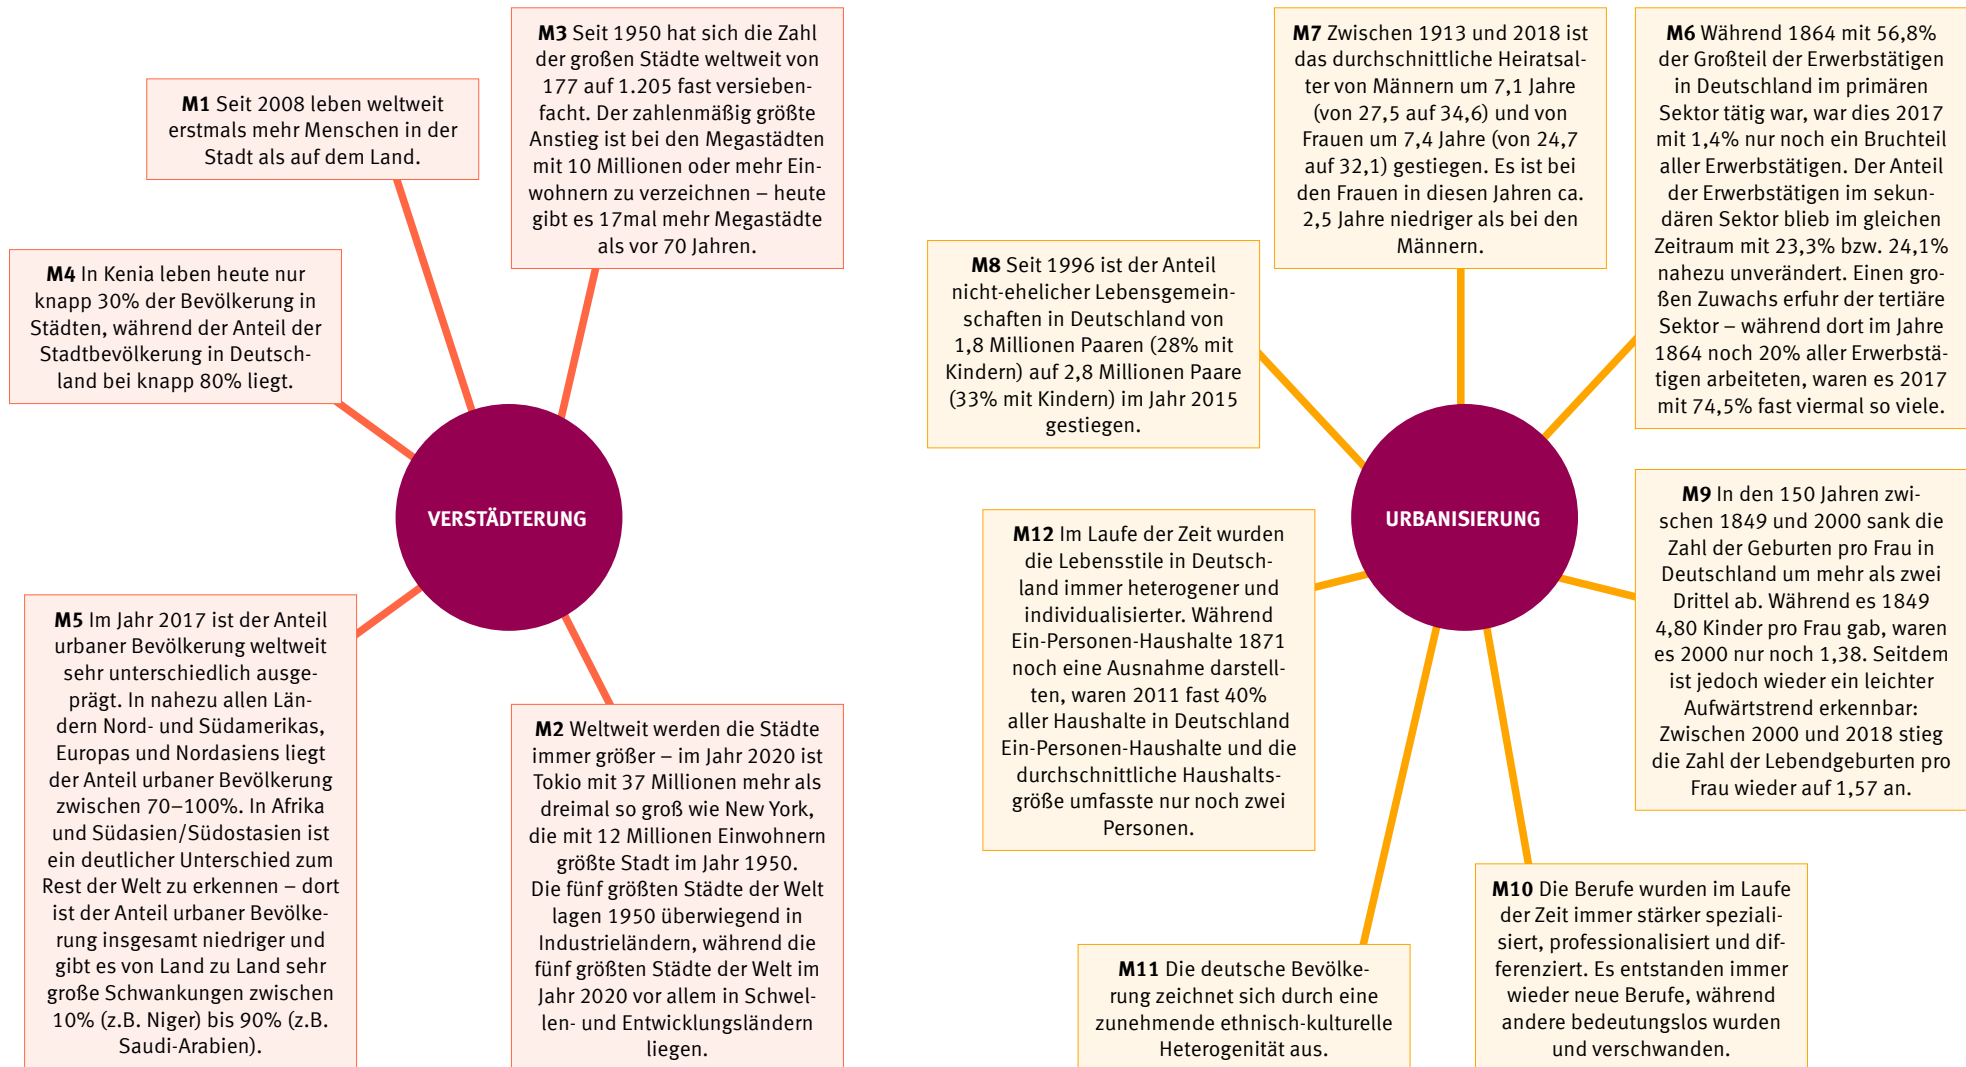 M1 Seit 2008 leben weltweit
erstmals mehr Menschen in der
Stadt als auf dem Land.
M3 Seit 1950 hat sich die Zahl
der großen Städte weltweit von
177 auf 1.205 fast versieben-
facht. Der zahlenmäßig größte
Anstieg ist bei den Megastädten
mit 10 Millionen oder mehr Ein-
wohnern zu verzeichnen – heute
gibt es 17mal mehr Megastädte
als vor 70 Jahren.
M4 In Kenia leben heute nur
knapp 30% der Bevölkerung in
Städten, während der Anteil der
Stadtbevölkerung in Deutsch-
land bei knapp 80% liegt.
VERSTÄDTERUNG
M5 Im Jahr 2017 ist der Anteil
urbaner Bevölkerung weltweit
sehr unterschiedlich ausge-
prägt. In nahezu allen Län-
dern Nord- und Südamerikas,
Europas und Nordasiens liegt
der Anteil urbaner Bevölkerung
zwischen 70–100%. In Afrika
und Südasien/Südostasien ist
ein deutlicher Unterschied zum
Rest der Welt zu erkennen – dort
ist der Anteil urbaner Bevölke-
rung insgesamt niedriger und
gibt es von Land zu Land sehr
große Schwankungen zwischen
10% (z.B. Niger) bis 90% (z.B.
Saudi-Arabien).
M2 Weltweit werden die Städte
immer größer – im Jahr 2020 ist
Tokio mit 37 Millionen mehr als
dreimal so groß wie New York,
die mit 12 Millionen Einwohnern
größte Stadt im Jahr 1950.
Die fünf größten Städte der Welt
lagen 1950 überwiegend in
Industrieländern, während die
fünf größten Städte der Welt im
Jahr 2020 vor allem in Schwel-
len- und Entwicklungsländern
liegen.
M7 Zwischen 1913 und 2018 ist
das durchschnittliche Heiratsal-
ter von Männern um 7,1 Jahre
(von 27,5 auf 34,6) und von
Frauen um 7,4 Jahre (von 24,7
auf 32,1) gestiegen. Es ist bei
den Frauen in diesen Jahren ca.
2,5 Jahre niedriger als bei den
Männern.
M6 Während 1864 mit 56,8%
der Großteil der Erwerbstätigen
in Deutschland im primären
Sektor tätig war, war dies 2017
mit 1,4% nur noch ein Bruchteil
aller Erwerbstätigen. Der Anteil
der Erwerbstätigen im sekun-
dären Sektor blieb im gleichen
Zeitraum mit 23,3% bzw. 24,1%
nahezu unverändert. Einen gro-
ßen Zuwachs erfuhr der tertiäre
Sektor – während dort im Jahre
1864 noch 20% aller Erwerbstä-
tigen arbeiteten, waren es 2017
mit 74,5% fast viermal so viele.
M8 Seit 1996 ist der Anteil
nicht-ehelicher Lebensgemein-
schaften in Deutschland von
1,8 Millionen Paaren (28% mit
Kindern) auf 2,8 Millionen Paare
(33% mit Kindern) im Jahr 2015
gestiegen.
URBANISIERUNG
M9 In den 150 Jahren zwi-
schen 1849 und 2000 sank die
Zahl der Geburten pro Frau in
Deutschland um mehr als zwei
Drittel ab. Während es 1849
4,80 Kinder pro Frau gab, waren
es 2000 nur noch 1,38. Seitdem
ist jedoch wieder ein leichter
Aufwärtstrend erkennbar:
Zwischen 2000 und 2018 stieg
die Zahl der Lebendgeburten pro
Frau wieder auf 1,57 an.
M12 Im Laufe der Zeit wurden
die Lebensstile in Deutsch-
land immer heterogener und
individualisierter. Während
Ein-Personen-Haushalte 1871
noch eine Ausnahme darstell-
ten, waren 2011 fast 40%
aller Haushalte in Deutschland
Ein-Personen-Haushalte und die
durchschnittliche Haushalts-
größe umfasste nur noch zwei
Personen.
M11 Die deutsche Bevölke-
rung zeichnet sich durch eine
zunehmende ethnisch-kulturelle
Heterogenität aus.
M10 Die Berufe wurden im Laufe
der Zeit immer stärker speziali-
siert, professionalisiert und dif-
ferenziert. Es entstanden immer
wieder neue Berufe, während
andere bedeutungslos wurden
und verschwanden.